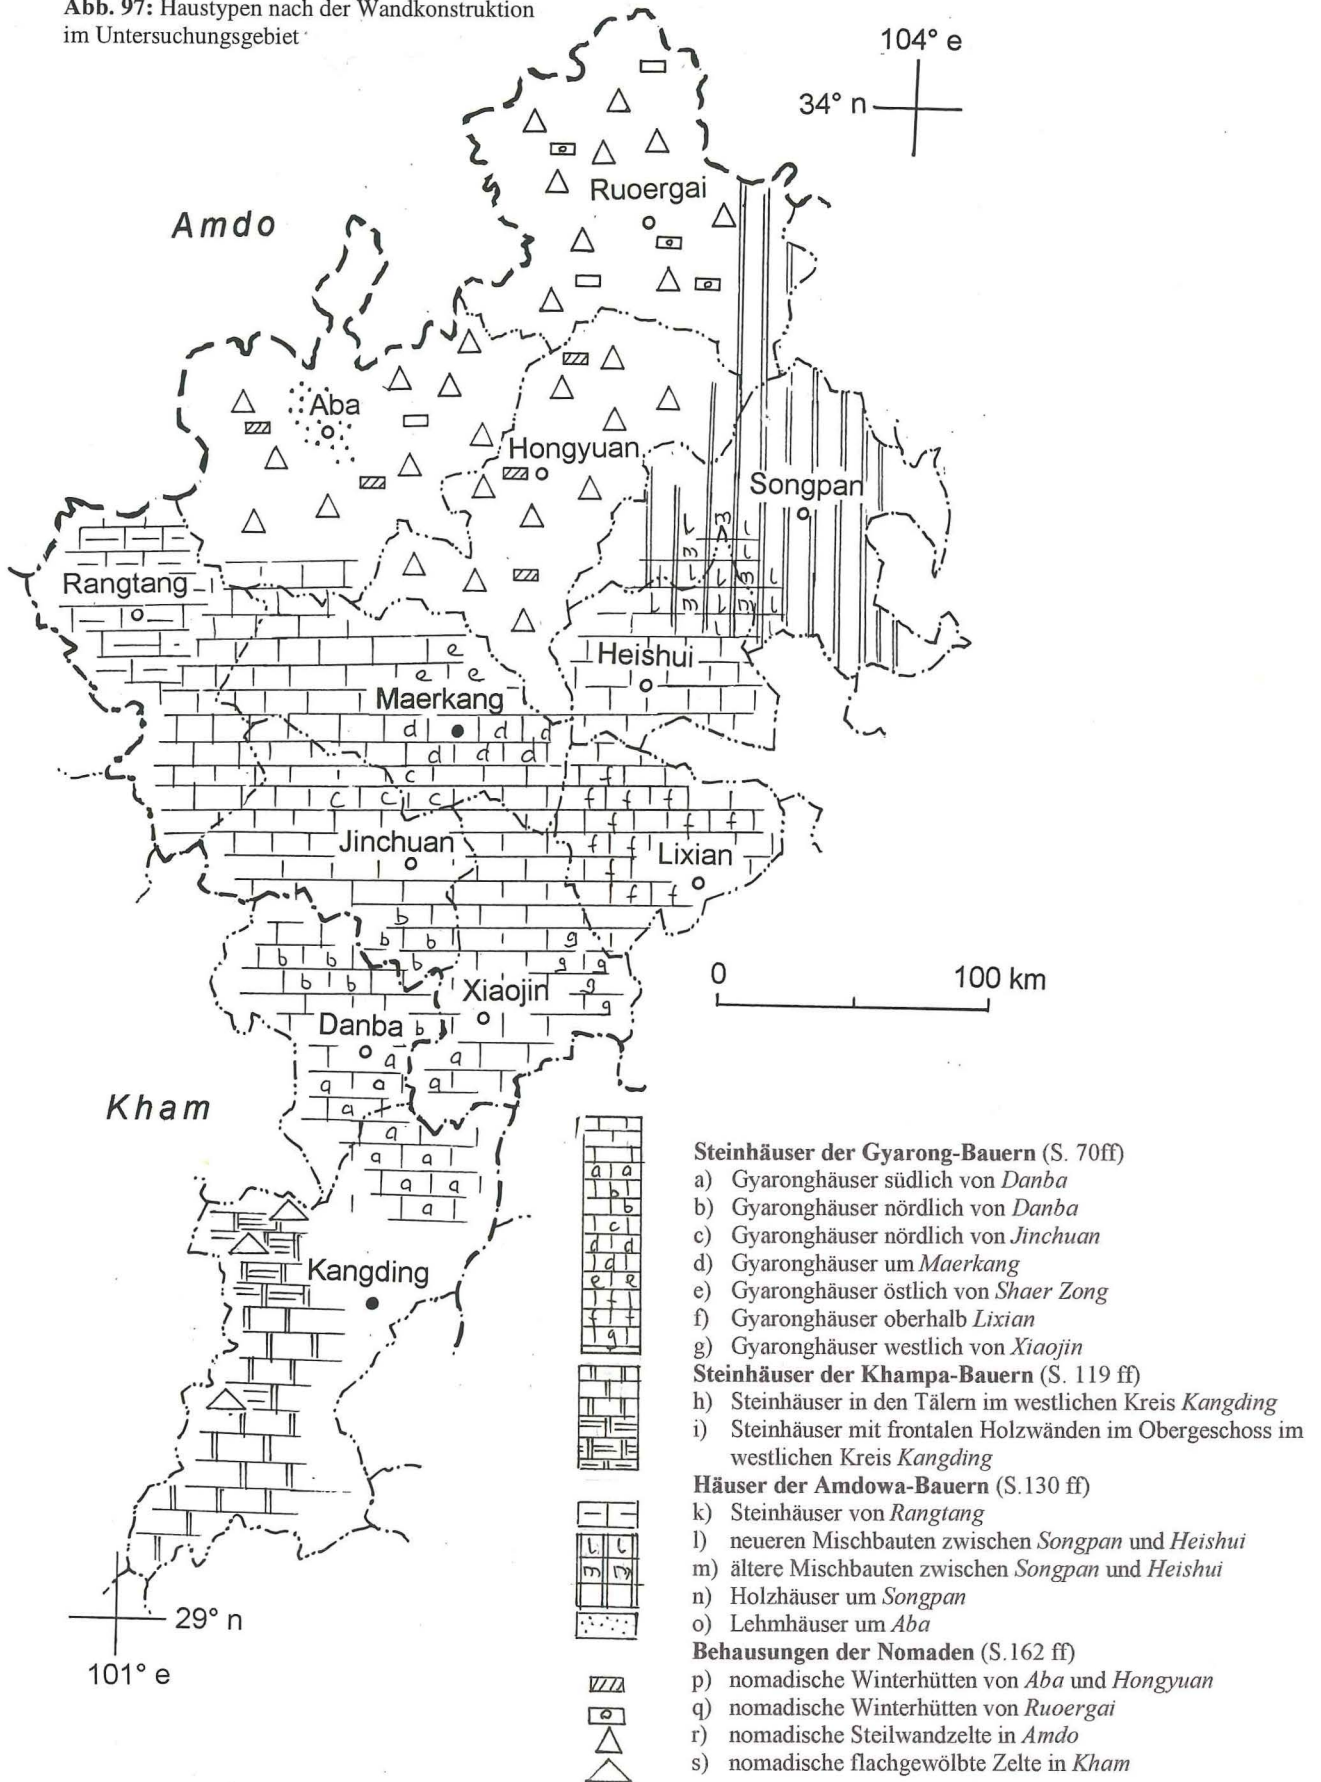 Abb. 97: Haustypen nach der Wandkonstruktion
im Untersuchungsgebiet
104° e
34° n
Amdo
Ruoergai
Aba
Hongyuan
Songpan
Rangtang
Heishui
Maerkang
Jinchuan
Lixian
0 100 km
Xiaojin
Danba
Kham
Kangding
29° n
101° e
Steinhäuser der Gyarong-Bauern (S. 70ff)
a) Gyaronghäuser südlich von Danba
b) Gyaronghäuser nördlich von Danba
c) Gyaronghäuser nördlich von Jinchuan
d) Gyaronghäuser um Maerkang
e) Gyaronghäuser östlich von Shaer Zong
f) Gyaronghäuser oberhalb Lixian
g) Gyaronghäuser westlich von Xiaojin
Steinhäuser der Khampa-Bauern (S. 119 ff)
h) Steinhäuser in den Tälern im westlichen Kreis Kangding
i) Steinhäuser mit frontalen Holzwänden im Obergeschoss im
westlichen Kreis Kangding
Häuser der Amdowa-Bauern (S.130 ff)
k) Steinhäuser von Rangtang
l) neueren Mischbauten zwischen Songpan und Heishui
m) ältere Mischbauten zwischen Songpan und Heishui
n) Holzhäuser um Songpan
o) Lehmhäuser um Aba
Behausungen der Nomaden (S.162 ff)
p) nomadische Winterhütten von Aba und Hongyuan
q) nomadische Winterhütten von Ruoergai
r) nomadische Steilwandzelte in Amdo
s) nomadische flachgewölbte Zelte in Kham